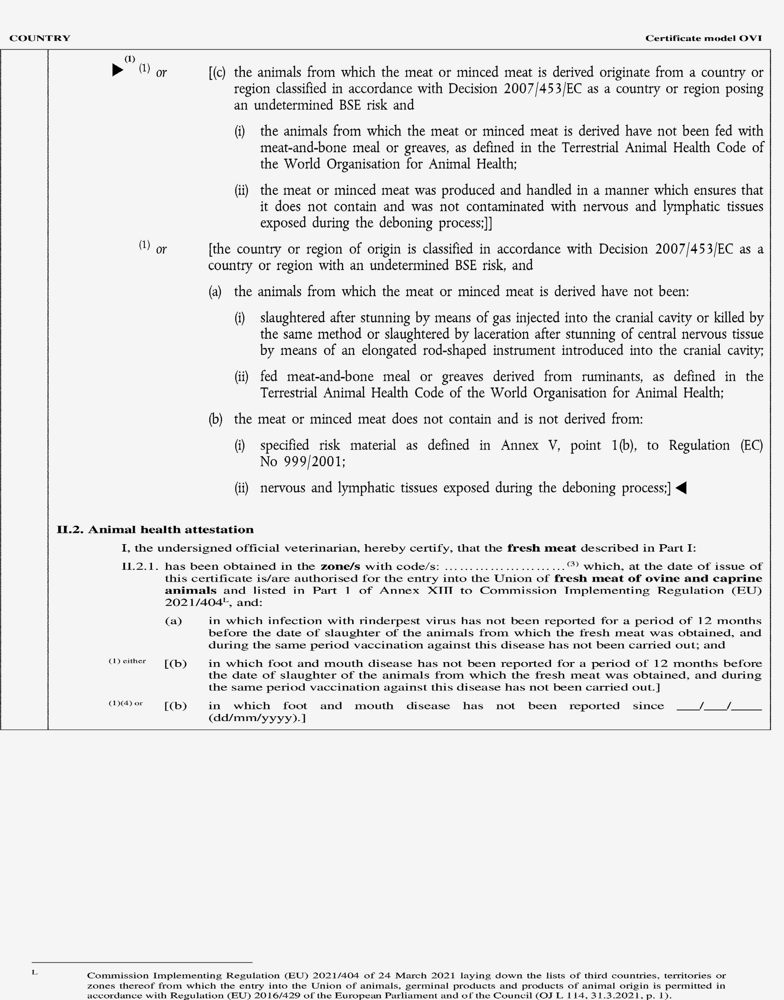 COUNTRY Certificate model OVI
▶(1) (1) or [(c) the animals from which the meat or minced meat is derived originate from a country or
region classified in accordance with Decision 2007/453/EC as a country or region posing
an undetermined BSE risk and
(i) the animals from which the meat or minced meat is derived have not been fed with
meat-and-bone meal or greaves, as defined in the Terrestrial Animal Health Code of
the World Organisation for Animal Health;
(ii) the meat or minced meat was produced and handled in a manner which ensures that
it does not contain and was not contaminated with nervous and lymphatic tissues
exposed during the deboning process;]]
(1) or [the country or region of origin is classified in accordance with Decision 2007/453/EC as a
country or region with an undetermined BSE risk, and
(a) the animals from which the meat or minced meat is derived have not been:
(i) slaughtered after stunning by means of gas injected into the cranial cavity or killed by
the same method or slaughtered by laceration after stunning of central nervous tissue
by means of an elongated rod-shaped instrument introduced into the cranial cavity;
(ii) fed meat-and-bone meal or greaves derived from ruminants, as defined in the
Terrestrial Animal Health Code of the World Organisation for Animal Health;
(b) the meat or minced meat does not contain and is not derived from:
(i) specified risk material as defined in Annex V, point 1(b), to Regulation (EC)
No 999/2001;
(ii) nervous and lymphatic tissues exposed during the deboning process;] ◀
II.2. Animal health attestation
I, the undersigned official veterinarian, hereby certify, that the fresh meat described in Part I:
II.2.1. has been obtained in the zone/s with code/s: ........................(3) which, at the date of issue of
this certificate is/are authorised for the entry into the Union of fresh meat of ovine and caprine
animals and listed in Part 1 of Annex XIII to Commission Implementing Regulation (EU)
2021/404L, and:
(a) in which infection with rinderpest virus has not been reported for a period of 12 months
before the date of slaughter of the animals from which the fresh meat was obtained, and
during the same period vaccination against this disease has not been carried out; and
(1) either [(b) in which foot and mouth disease has not been reported for a period of 12 months before
the date of slaughter of the animals from which the fresh meat was obtained, and during
the same period vaccination against this disease has not been carried out.]
(1)(4) or [(b) in which foot and mouth disease has not been reported since ___/___/____
(dd/mm/yyyy).]
L Commission Implementing Regulation (EU) 2021/404 of 24 March 2021 laying down the lists of third countries, territories or
zones thereof from which the entry into the Union of animals, germinal products and products of animal origin is permitted in
accordance with Regulation (EU) 2016/429 of the European Parliament and of the Council (OJ L 114, 31.3.2021, p. 1).